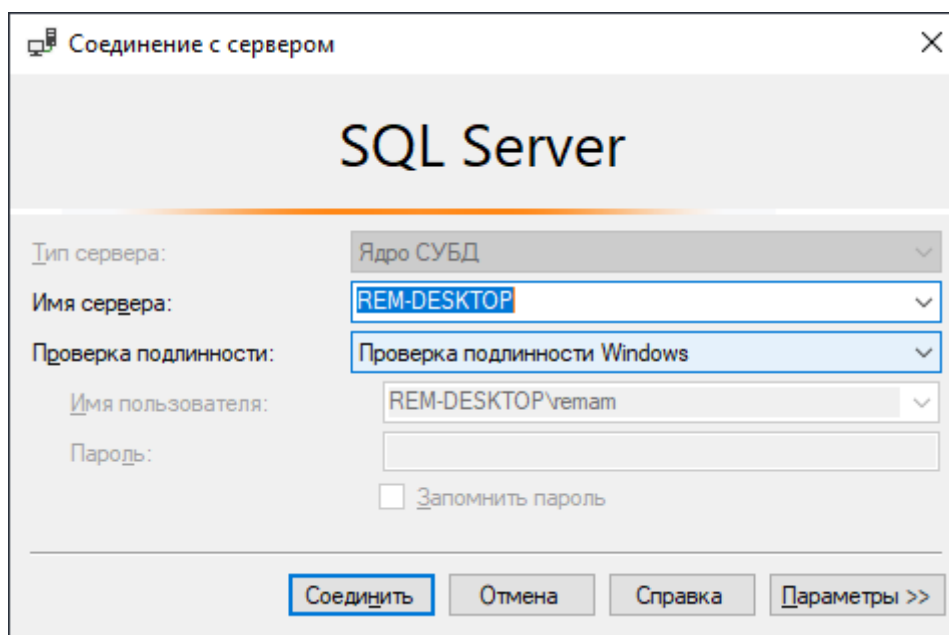 Соединение с сервером
SQL Server
Тип сервера: Ядро СУБД
Имя сервера: REM-DESKTOP
Проверка подлинности: Проверка подлинности Windows
Имя пользователя: REM-DESKTOP\remam
Пароль:
Запомнить пароль
Соединить Отмена Справка Параметры >>